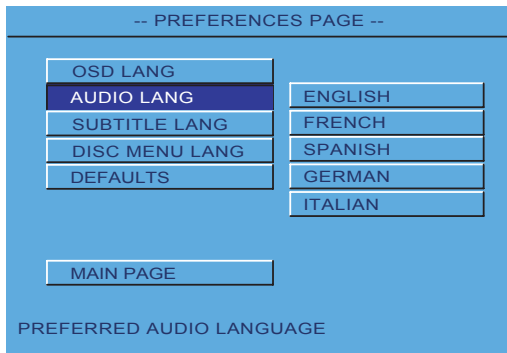 -- PREFERENCES PAGE --
OSD LANG
AUDIO LANG
SUBTITLE LANG
DISC MENU LANG
DEFAULTS
ENGLISH
FRENCH
SPANISH
GERMAN
ITALIAN
MAIN PAGE
PREFERRED AUDIO LANGUAGE